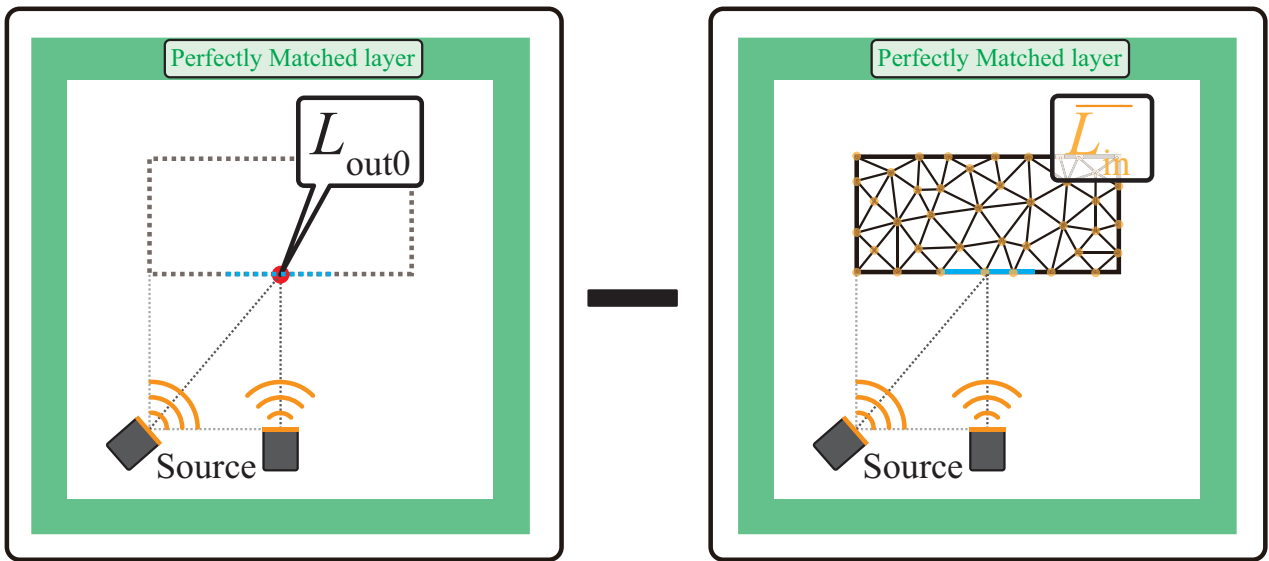 Perfectly Matched layer
L out0
Source
Perfectly Matched layer
L̅ in
Source